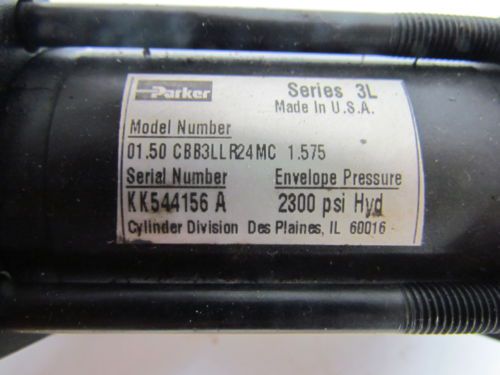 Parker Series 3L
Made In U.S.A.
Model Number
01.50 CBB3LLR24MC 1.575
Serial Number Envelope Pressure
KK544156 A 2300 psi Hyd
Cylinder Division Des Plaines, IL 60016